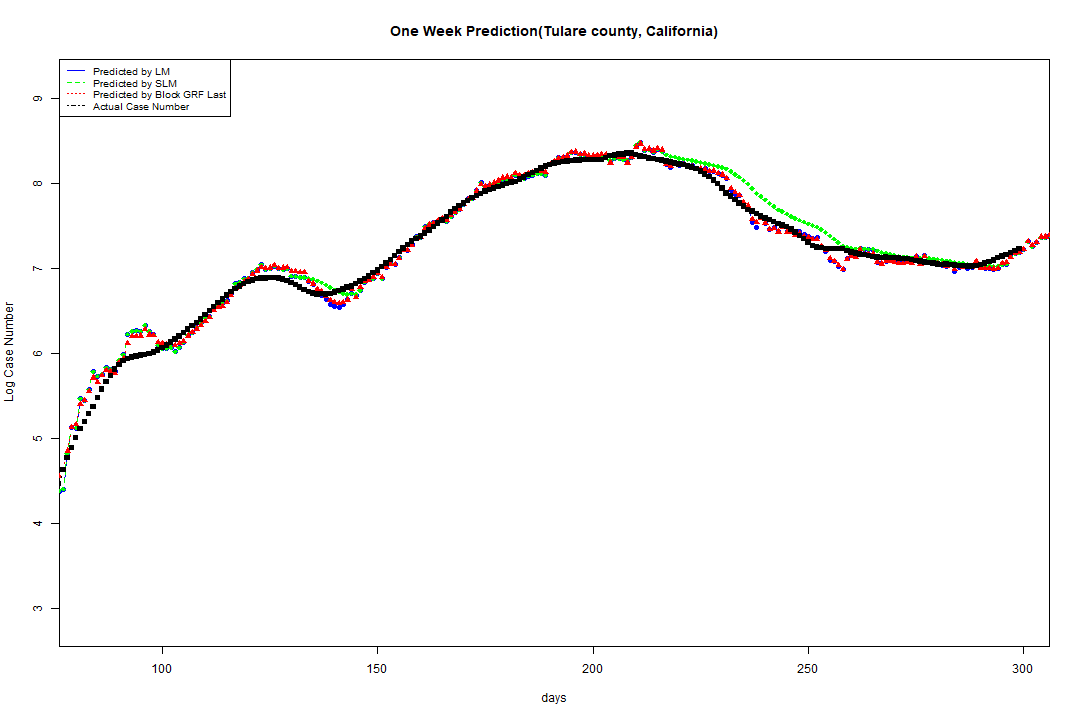 One Week Prediction(Tulare county, California)
Predicted by LM
Predicted by SLM
Predicted by Block GRF Last
Actual Case Number
9
8
7
6
5
4
3
Log Case Number
100 150 200 250 300
days